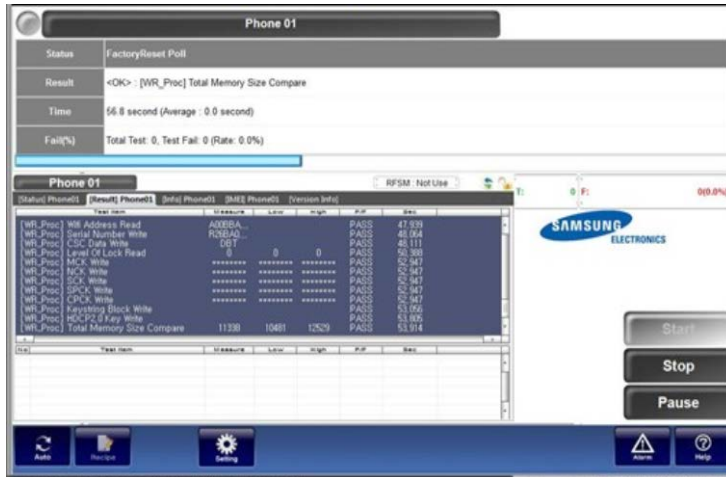 Phone 01
Status FactoryReset Poll
Result <OK> : [WR_Proc] Total Memory Size Compare
Time 56.8 second (Average : 0.0 second)
Fail(%) Total Test: 0, Test Fail: 0 (Rate: 0.0%)
Phone 01 RFSM : Not Use T: 0 F: 0(0.0%
[Status] Phone01 [Result] Phone01 [Info] Phone01 [IMEI] Phone01 [Version Info]
Test Item Measure Low High P/F Sec
[WR_Proc] Wifi Address Read A00BBA... PASS 47,939
[WR_Proc] Serial Number Write R26BA0... PASS 48,064
[WR_Proc] CSC Data Write DBT PASS 48,111
[WR_Proc] Level Of Lock Read 0 0 0 PASS 50,388
[WR_Proc] MCK Write ******** ******** ******** PASS 52,947
[WR_Proc] NCK Write ******** ******** ******** PASS 52,947
[WR_Proc] SCK Write ******** ******** ******** PASS 52,947
[WR_Proc] SPCK Write ******** ******** ******** PASS 52,947
[WR_Proc] CPCK Write ******** ******** ******** PASS 52,947
[WR_Proc] Keystring Block Write PASS 53,056
[WR_Proc] HDCP2.0 Key Write PASS 53,805
[WR_Proc] Total Memory Size Compare 11338 10481 12529 PASS 53,914
SAMSUNG
ELECTRONICS
No Test Item Measure Low High P/F Sec
Start
Stop
Pause
Auto
Recipe
Setting
Alarm
Help